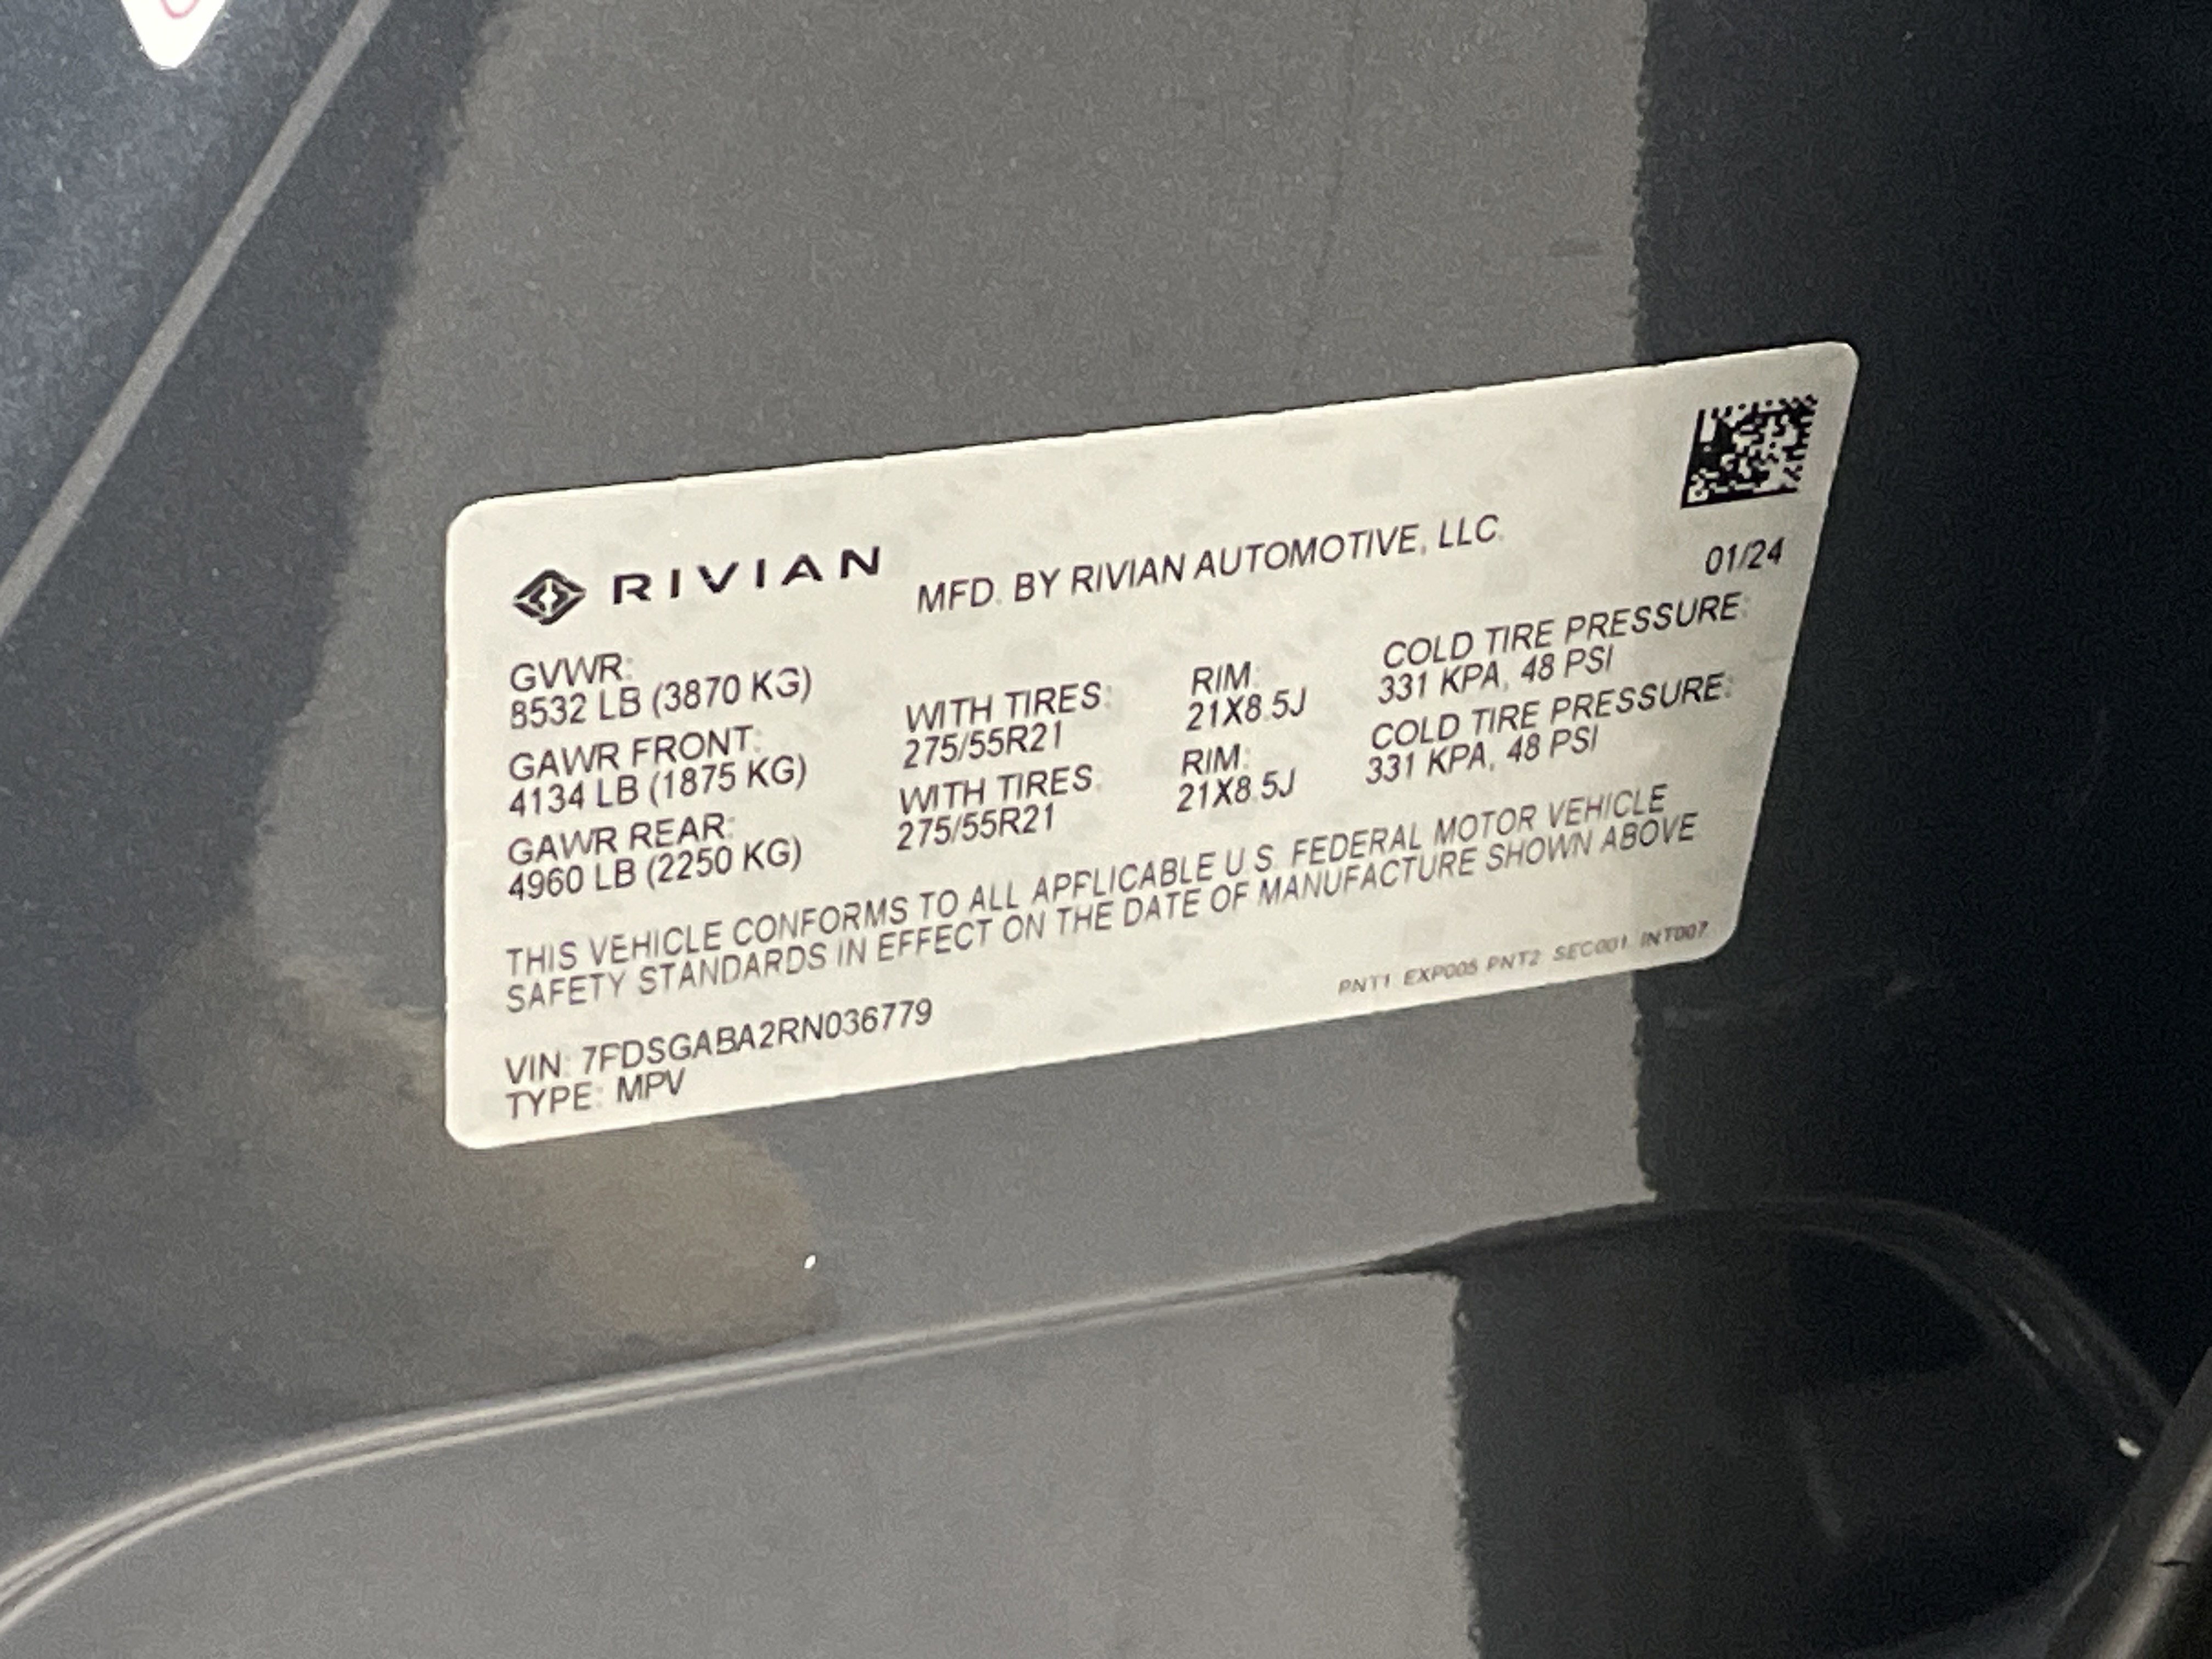 RIVIAN
MFD. BY RIVIAN AUTOMOTIVE, LLC.
01/24
GVWR:
8532 LB (3870 KG)
GAWR FRONT:
4134 LB (1875 KG)
WITH TIRES:
275/55R21
RIM:
21X8.5J
COLD TIRE PRESSURE:
331 KPA, 48 PSI
GAWR REAR:
4960 LB (2250 KG)
WITH TIRES:
275/55R21
RIM:
21X8.5J
COLD TIRE PRESSURE:
331 KPA, 48 PSI
THIS VEHICLE CONFORMS TO ALL APPLICABLE U.S. FEDERAL MOTOR VEHICLE
SAFETY STANDARDS IN EFFECT ON THE DATE OF MANUFACTURE SHOWN ABOVE
PNT1: EXP005 PNT2: SEC001 INT007
VIN: 7FDSGABA2RN036779
TYPE: MPV